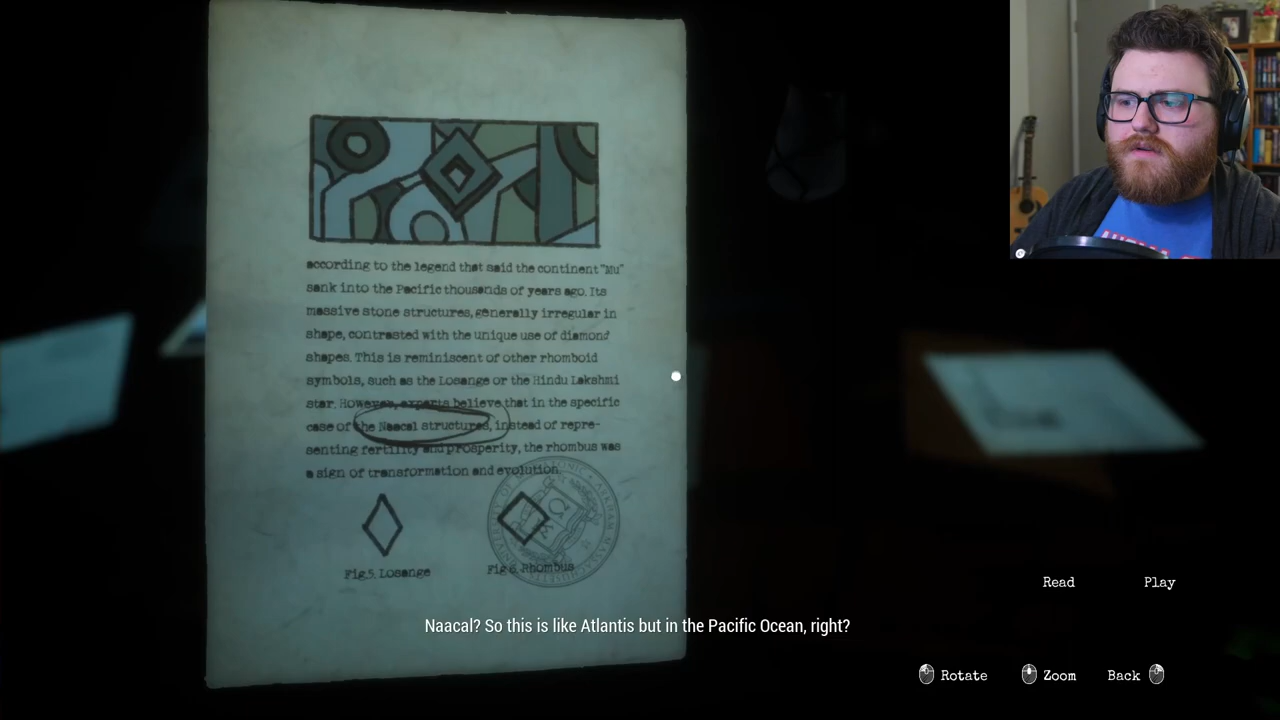 according to the legend that said the continent "Mu"
sank into the Pacific thousands of years ago. Its
massive stone structures, generally irregular in
shape, contrasted with the unique use of diamond
shapes. This is reminiscent of other rhomboid
symbols, such as the Losange or the Hindu Lakshmi
star. However, experts believe that in the specific
case of the Naacal structures, instead of repre-
senting fertility and prosperity, the rhombus was
a sign of transformation and evolution.
Fig.5. Losange
Fig 6. Rhombus
Read
Play
Naacal? So this is like Atlantis but in the Pacific Ocean, right?
Rotate
Zoom
Back